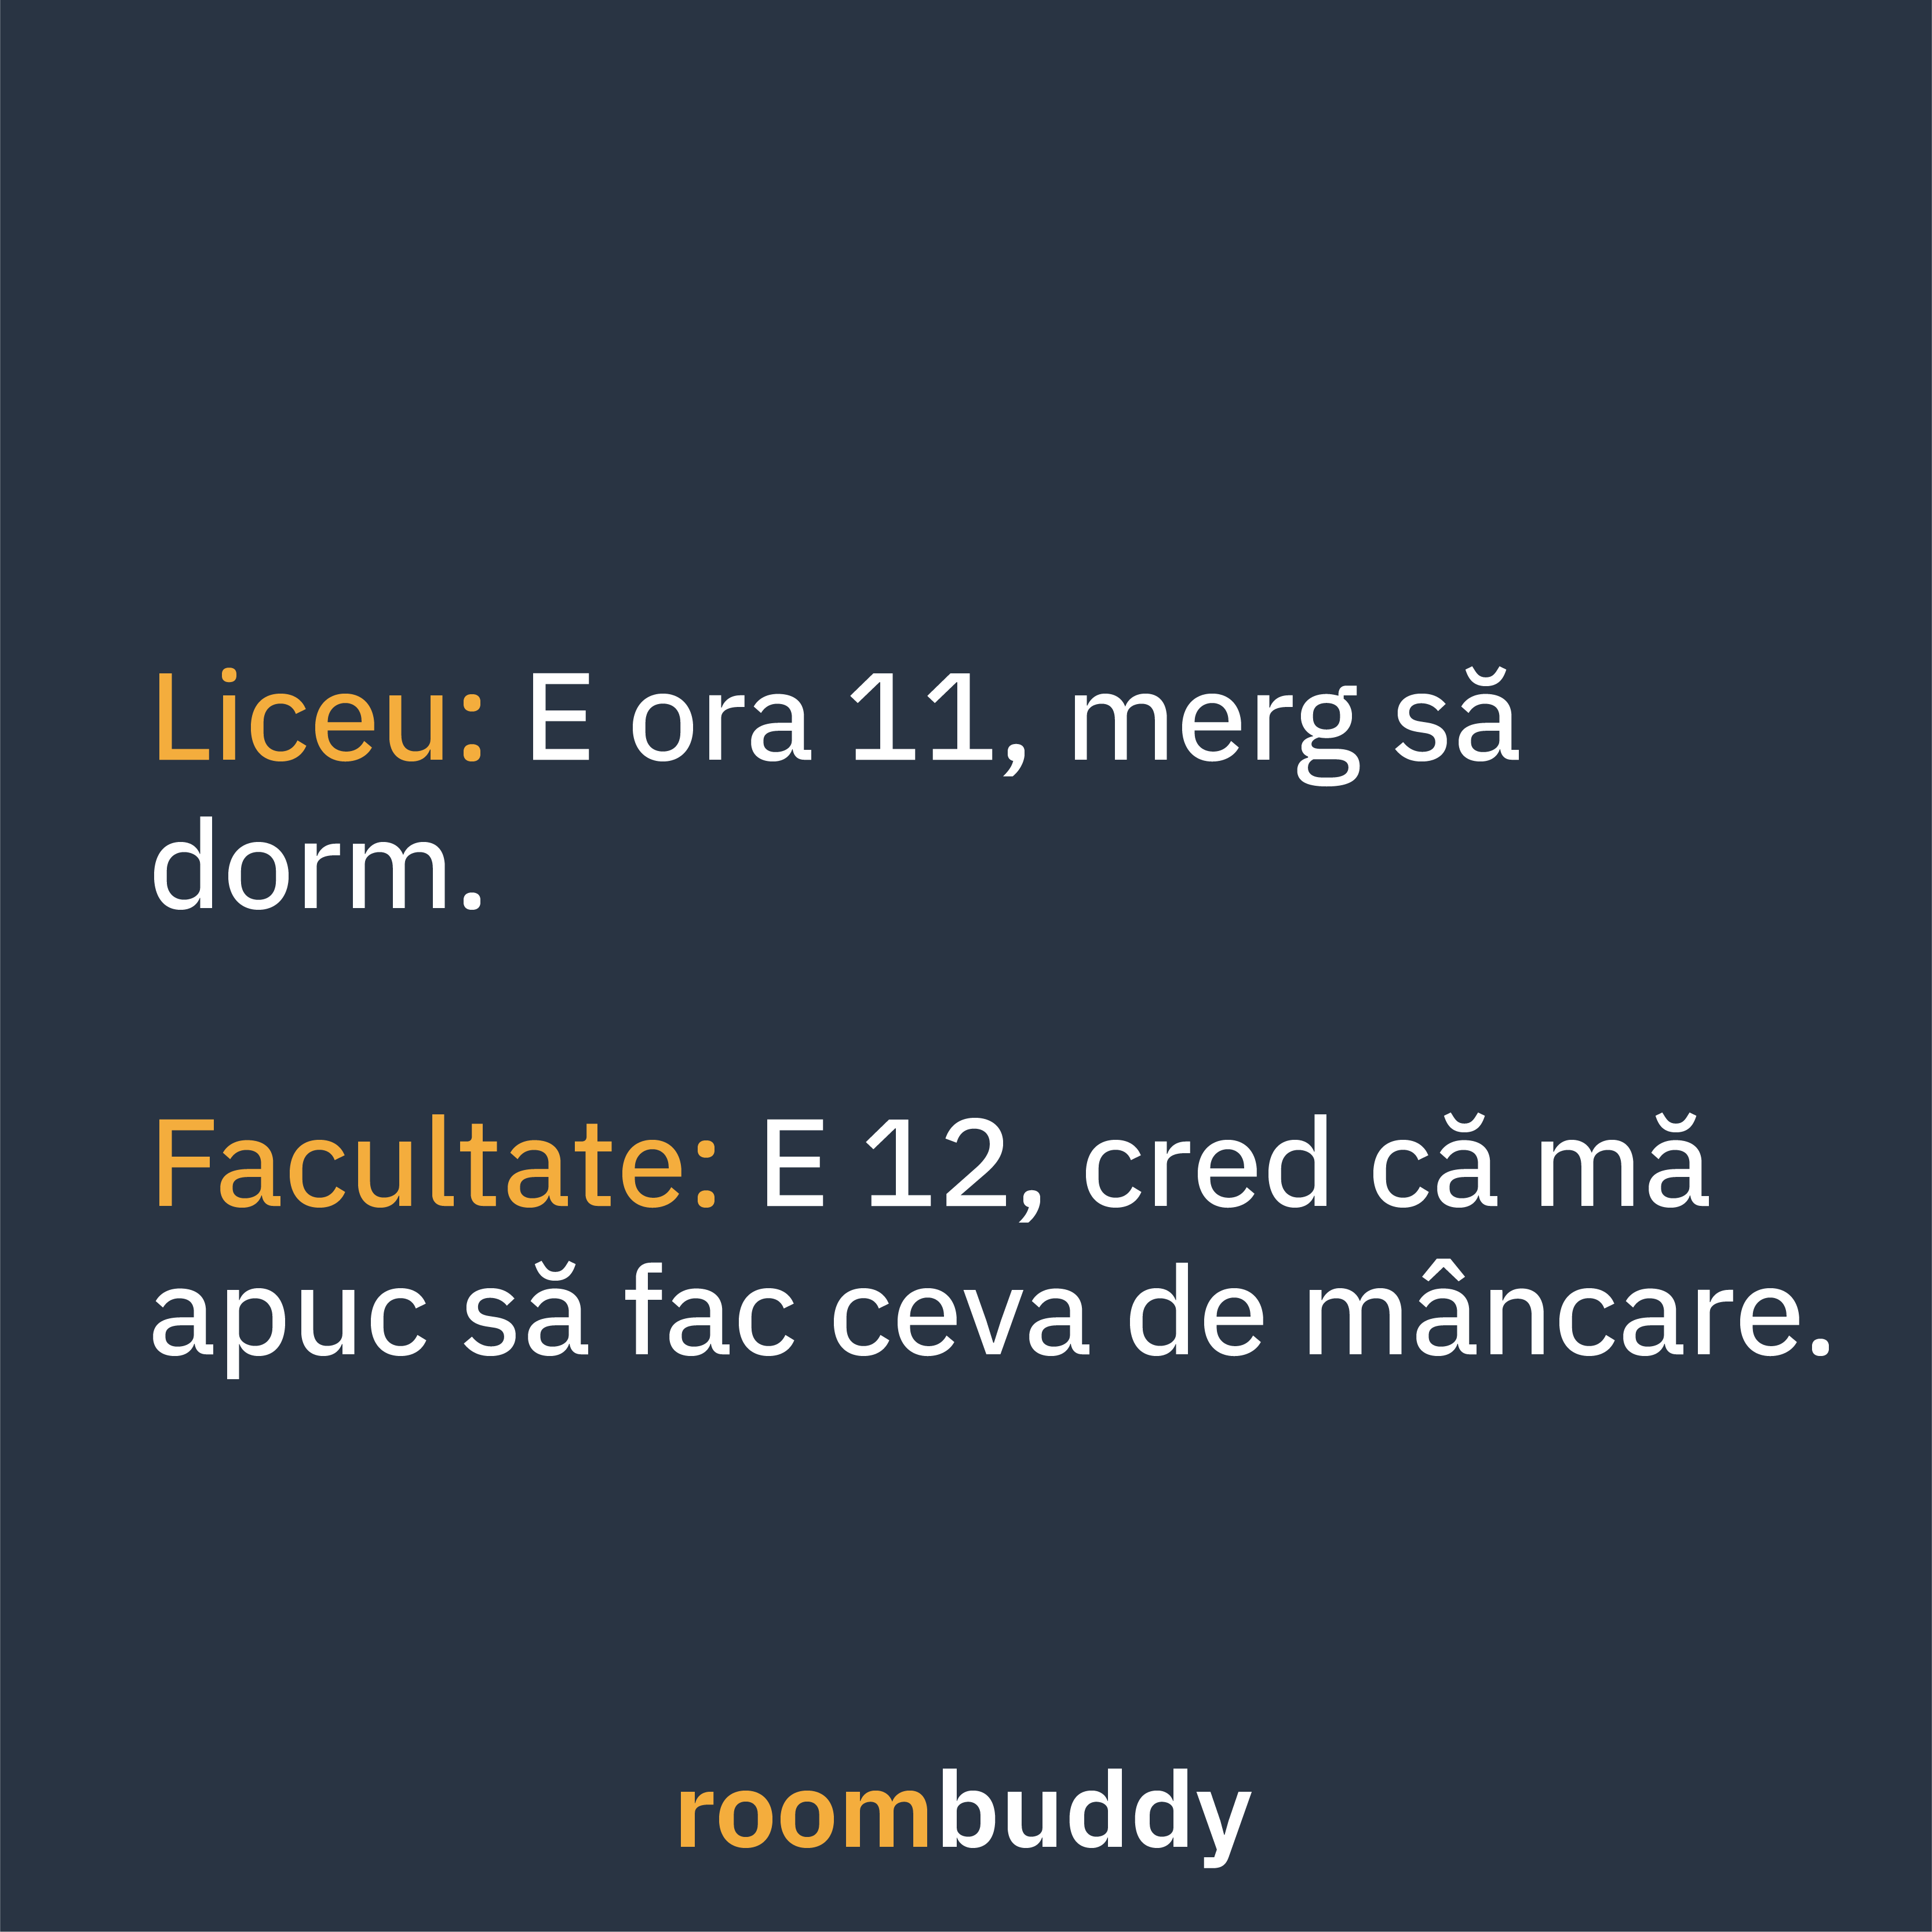 Liceu: E ora 11, merg să
dorm.
Facultate: E 12, cred că mă
apuc să fac ceva de mâncare.
roombuddy